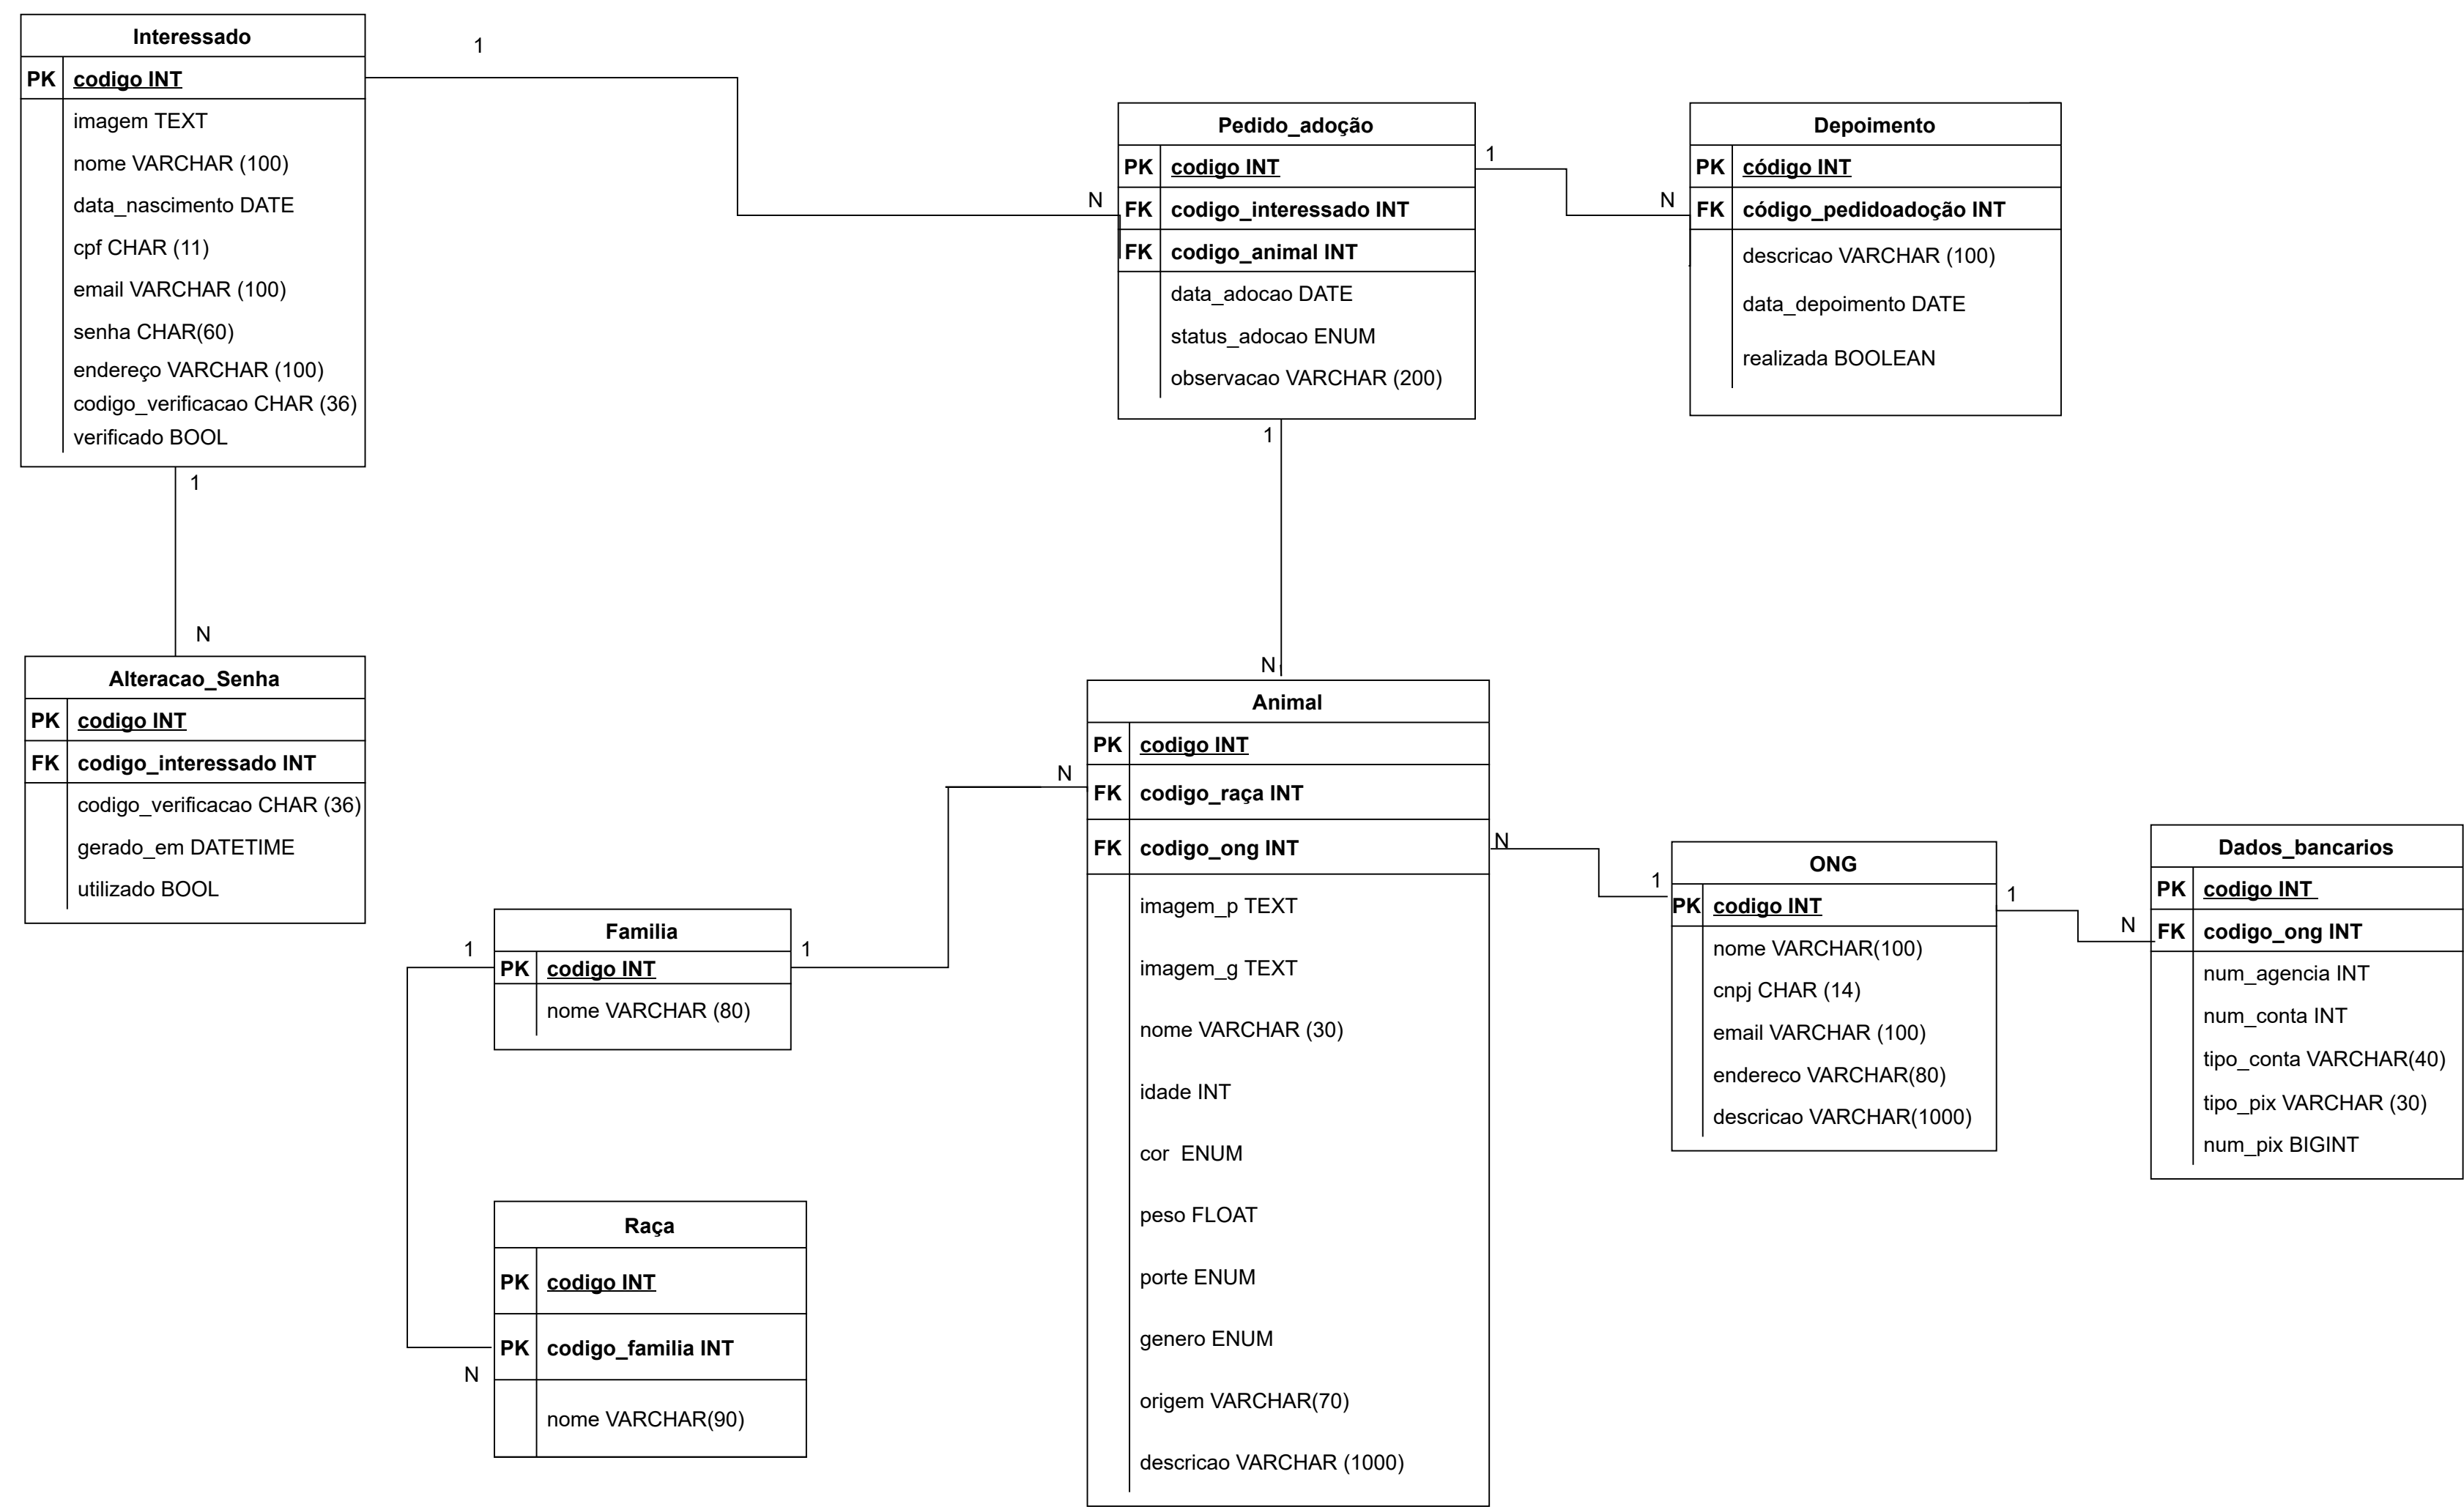 Interessado
PK codigo INT
imagem TEXT
nome VARCHAR (100)
data_nascimento DATE
cpf CHAR (11)
email VARCHAR (100)
senha CHAR(60)
endereço VARCHAR (100)
codigo_verificacao CHAR (36)
verificado BOOL
1
N
1
N
Pedido_adoção
PK codigo INT
FK codigo_interessado INT
FK codigo_animal INT
data_adocao DATE
status_adocao ENUM
observacao VARCHAR (200)
1
N
Depoimento
PK código INT
FK código_pedidoadoção INT
descricao VARCHAR (100)
data_depoimento DATE
realizada BOOLEAN
1
N
Alteracao_Senha
PK codigo INT
FK codigo_interessado INT
codigo_verificacao CHAR (36)
gerado_em DATETIME
utilizado BOOL
Animal
PK codigo INT
FK codigo_raça INT
FK codigo_ong INT
imagem_p TEXT
imagem_g TEXT
nome VARCHAR (30)
idade INT
cor  ENUM
peso FLOAT
porte ENUM
genero ENUM
origem VARCHAR(70)
descricao VARCHAR (1000)
N
1
N
1
ONG
PK codigo INT
nome VARCHAR(100)
cnpj CHAR (14)
email VARCHAR (100)
endereco VARCHAR(80)
descricao VARCHAR(1000)
1
N
Dados_bancarios
PK codigo INT
FK codigo_ong INT
num_agencia INT
num_conta INT
tipo_conta VARCHAR(40)
tipo_pix VARCHAR (30)
num_pix BIGINT
Familia
PK codigo INT
nome VARCHAR (80)
1
N
Raça
PK codigo INT
PK codigo_familia INT
nome VARCHAR(90)